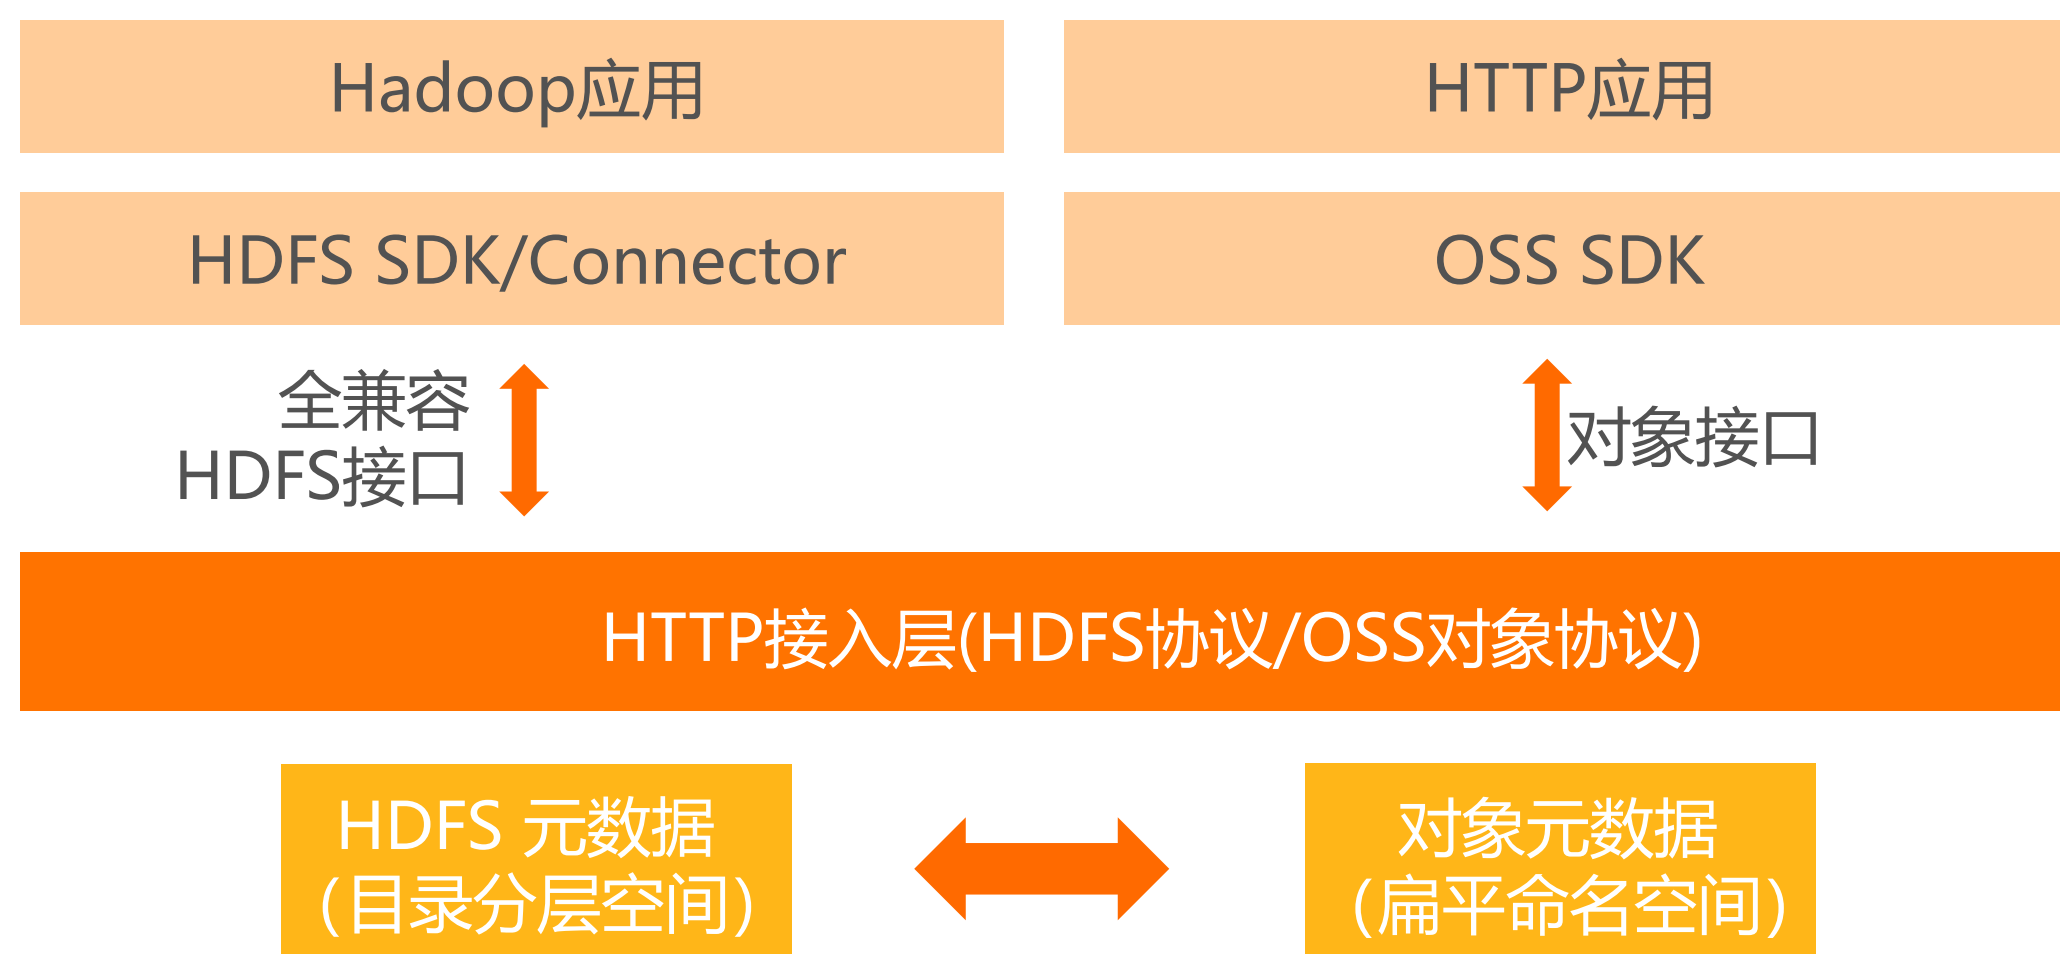 Hadoop应用
HTTP应用
HDFS SDK/Connector
OSS SDK
全兼容
HDFS接口
对象接口
HTTP接入层(HDFS协议/OSS对象协议)
HDFS 元数据
（目录分层空间）
对象元数据
（扁平命名空间）